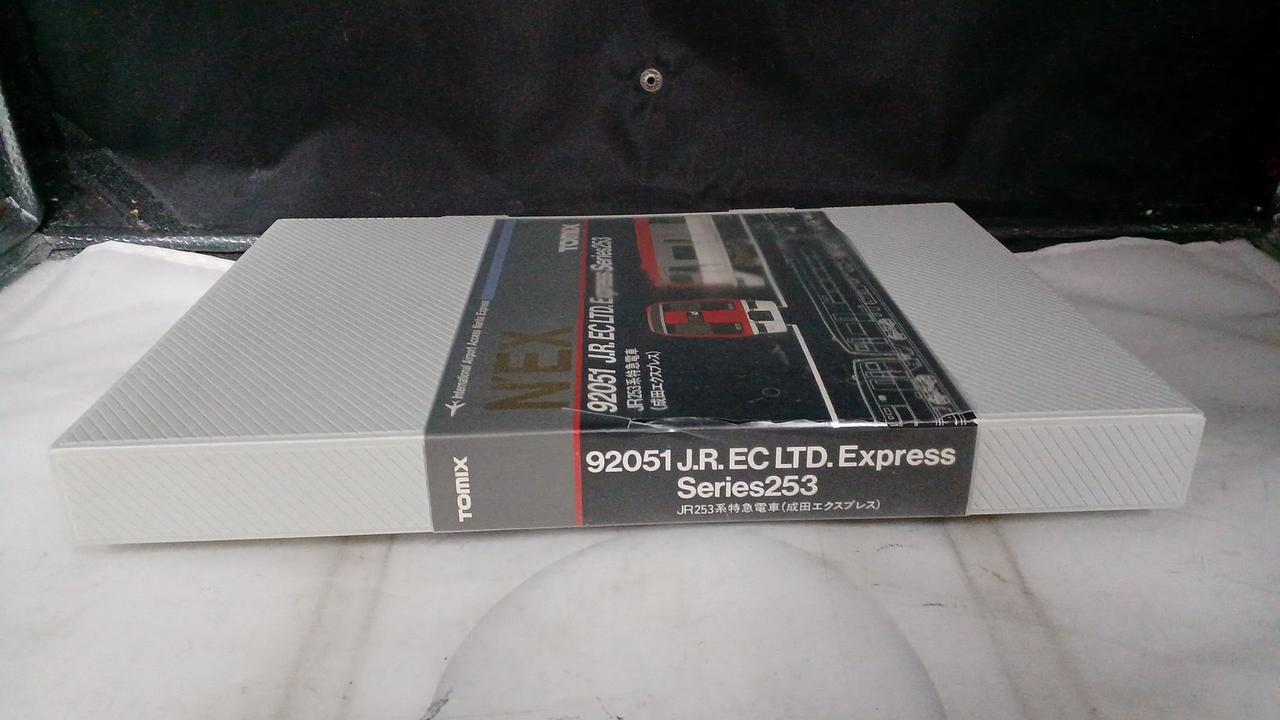 International Airport Access Narita Express
NEX
TOMIX
92051 J.R. EC LTD. Express Series253
JR253系特急電車
(成田エクスプレス)
TOMIX
92051 J.R. EC LTD. Express
Series253
JR253系特急電車(成田エクスプレス)